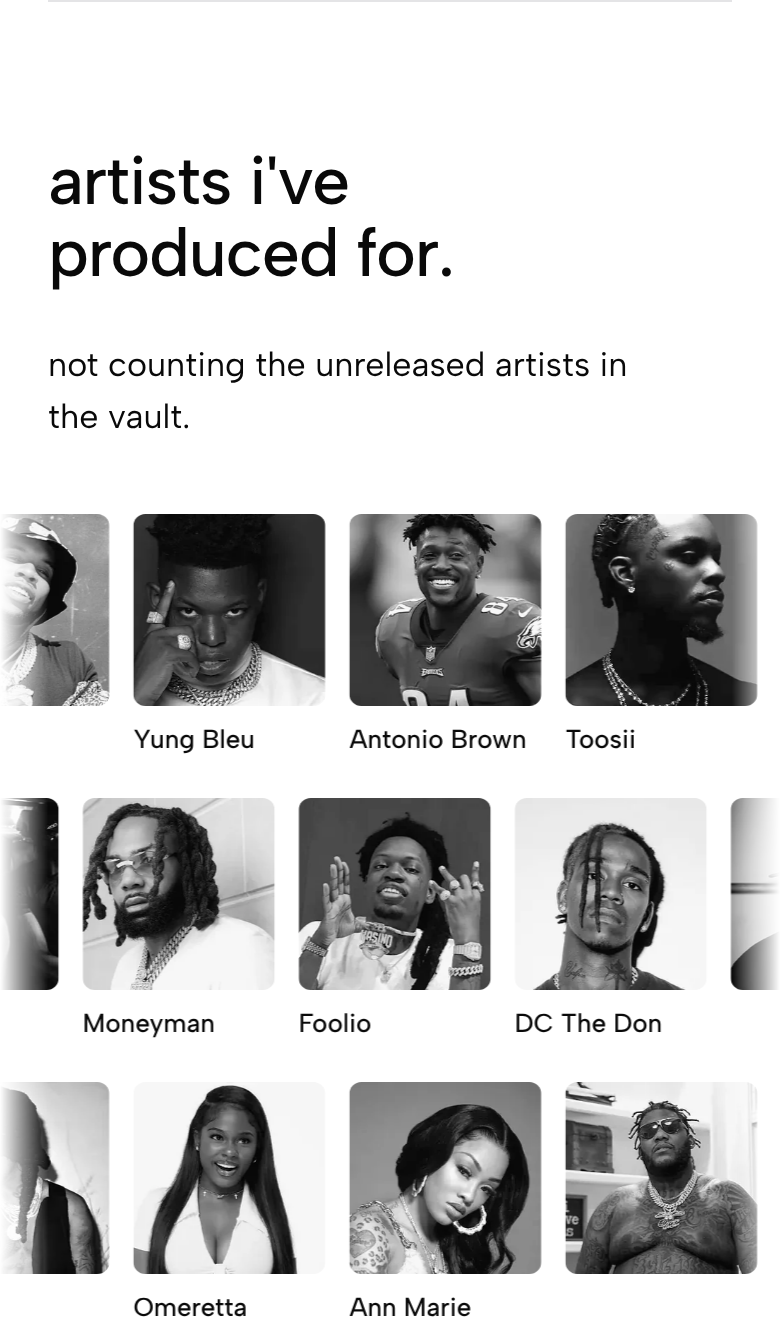 artists i've
produced for.
not counting the unreleased artists in
the vault.
Yung Bleu
Antonio Brown
Toosii
Moneyman
Foolio
DC The Don
Omeretta
Ann Marie